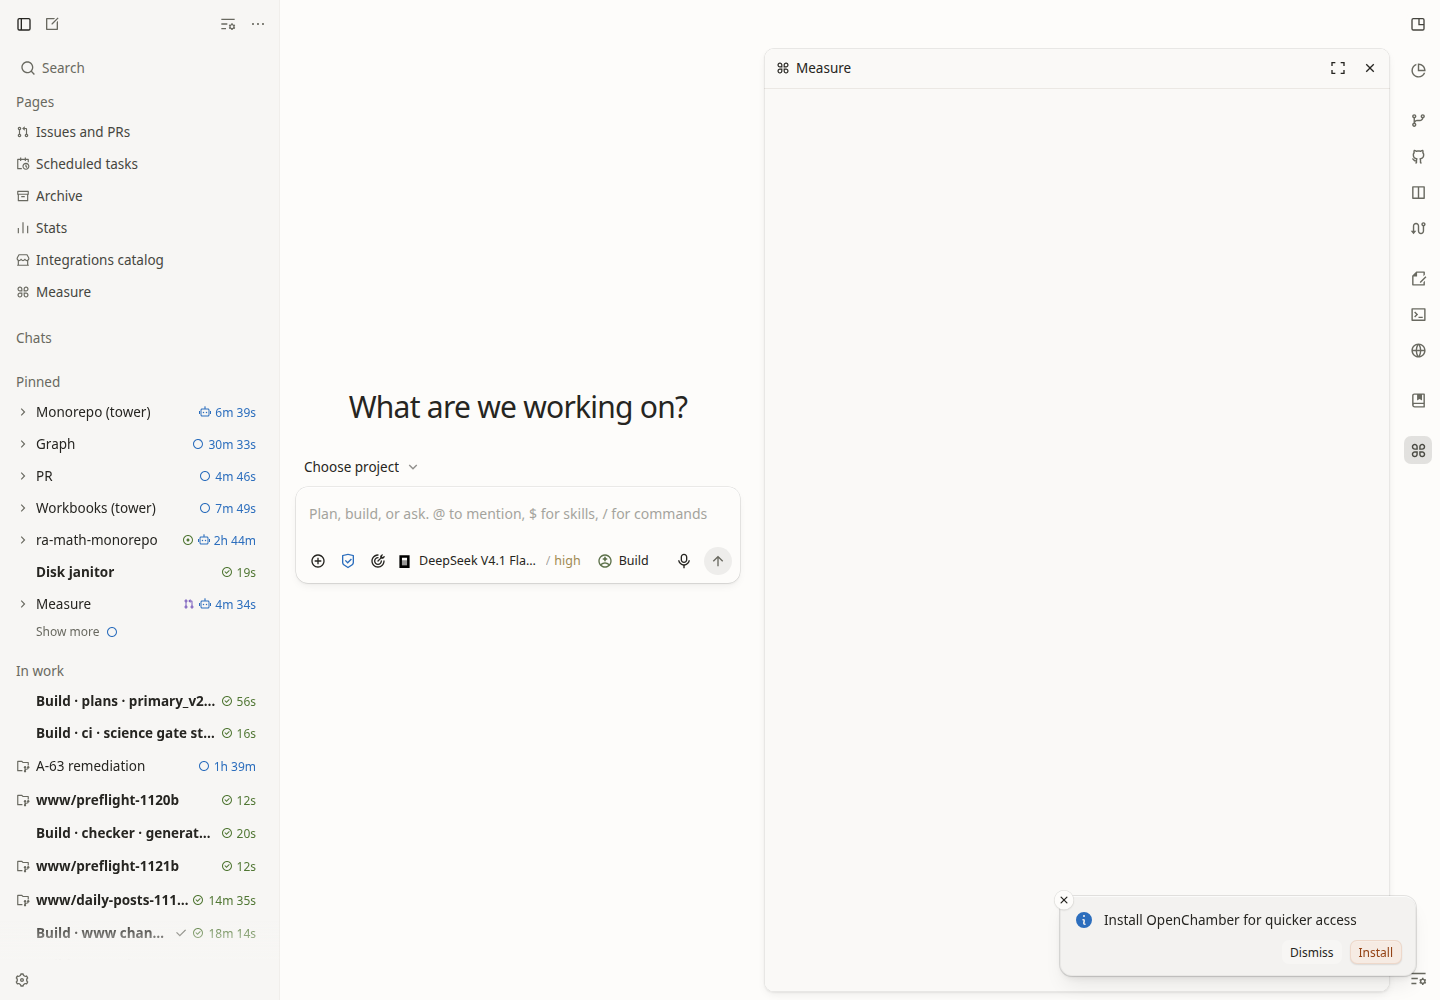 Search
Pages
Issues and PRs
Scheduled tasks
Archive
Stats
Integrations catalog
Measure
Chats
Pinned
Monorepo (tower) 6m 39s
Graph 30m 33s
PR 4m 46s
Workbooks (tower) 7m 49s
ra-math-monorepo 2h 44m
Disk janitor 19s
Measure 4m 34s
Show more
In work
Build · plans · primary_v2... 56s
Build · ci · science gate st... 16s
A-63 remediation 1h 39m
www/preflight-1120b 12s
Build · checker · generat... 20s
www/preflight-1121b 12s
www/daily-posts-111... 14m 35s
Build · www chan... 18m 14s
What are we working on?
Choose project
Plan, build, or ask. @ to mention, $ for skills, / for commands
DeepSeek V4.1 Fla... / high Build
Measure
Install OpenChamber for quicker access
Dismiss Install